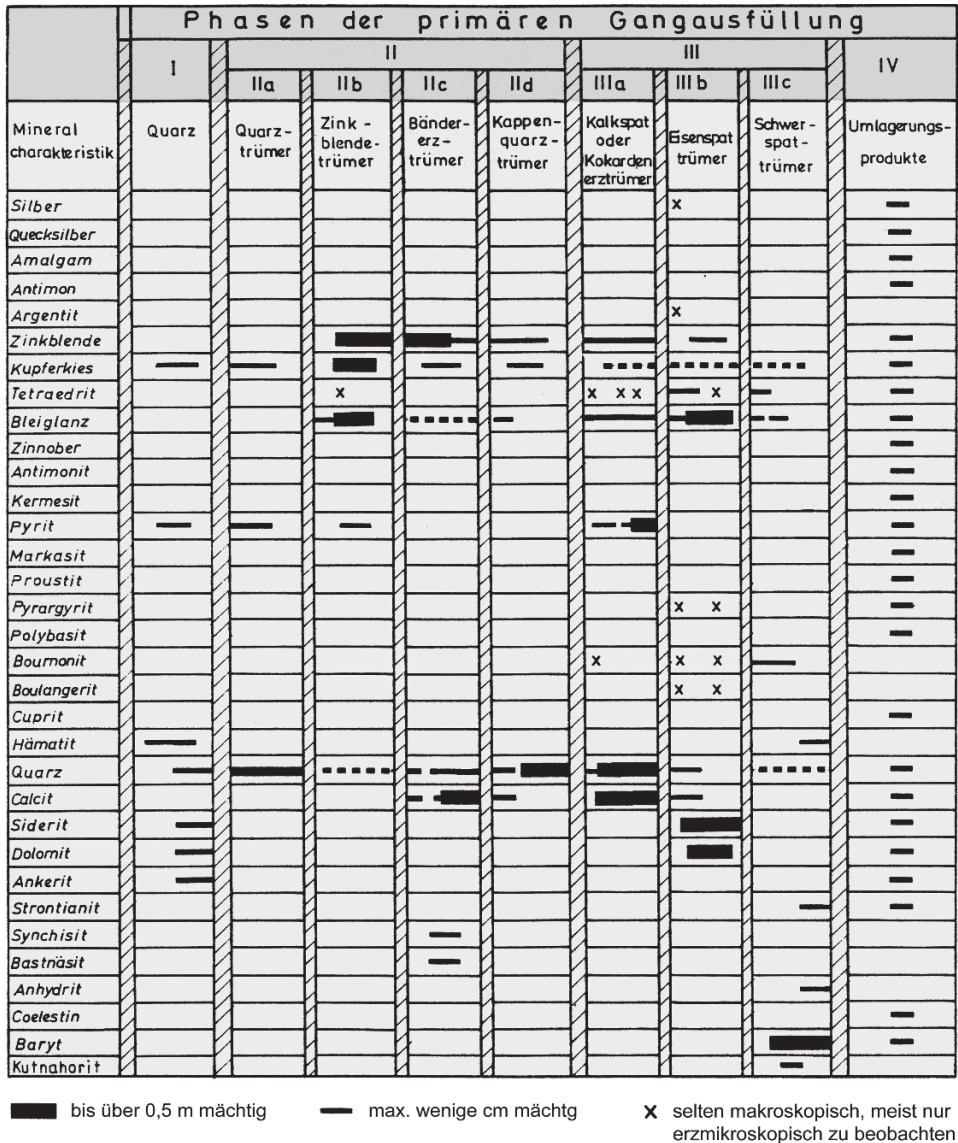 Phasen der primären Gangausfüllung
I II III IV
IIa IIb IIc IId IIIa IIIb IIIc
Mineral
charakteristik
Quarz
Quarz-
trümer
Zink-
blende-
trümer
Bänder-
erz-
trümer
Kappen-
quarz-
trümer
Kalkspat
oder
Kokarden
erztrümer
Eisenspat
trümer
Schwer-
spat-
trümer
Umlagerungs-
produkte
Silber x
Quecksilber
Amalgam
Antimon
Argentit x
Zinkblende
Kupferkies
Tetraedrit x x x x x
Bleiglanz
Zinnober
Antimonit
Kermesit
Pyrit
Markasit
Proustit
Pyrargyrit x x
Polybasit
Bournonit x x x
Boulangerit x x
Cuprit
Hämatit
Quarz
Calcit
Siderit
Dolomit
Ankerit
Strontianit
Synchisit
Bastnäsit
Anhydrit
Coelestin
Baryt
Kutnahorit
bis über 0,5 m mächtig
max. wenige cm mächtg
x selten makroskopisch, meist nur
erzmikroskopisch zu beobachten